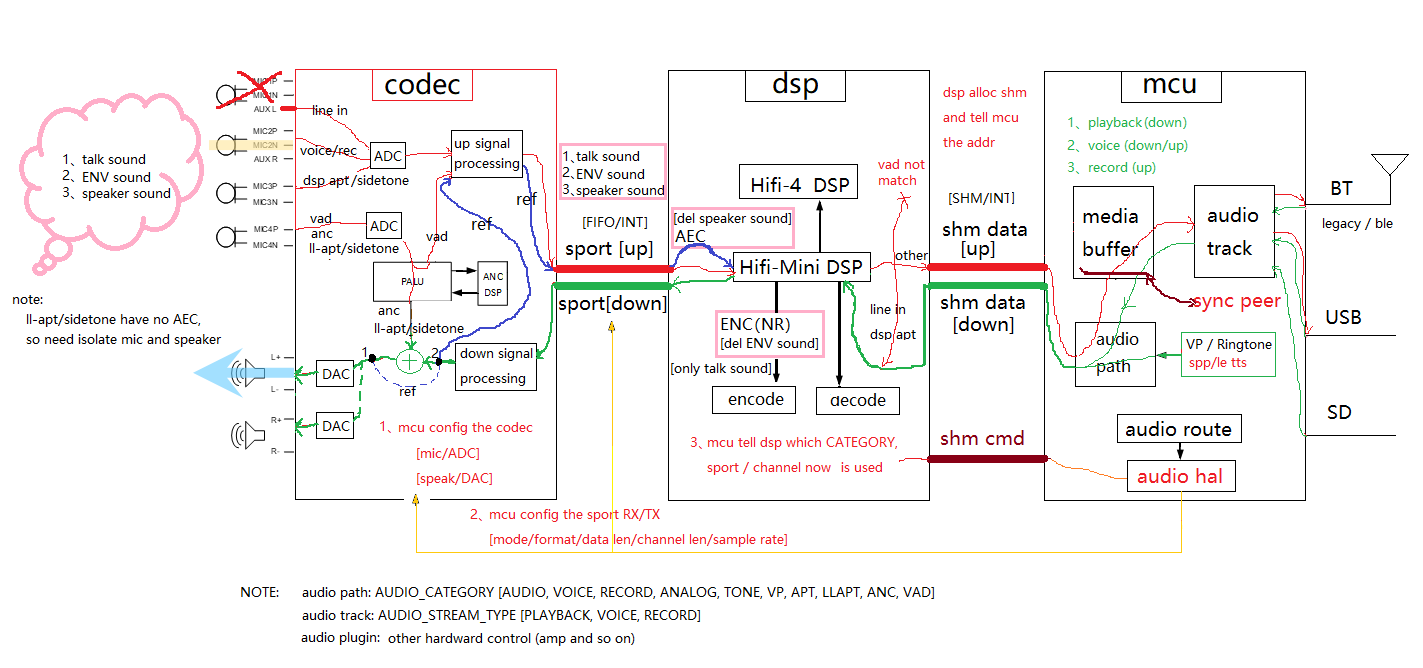 codec
dsp
mcu
MIC1P
MIC1N
AUX L
line in
MIC2P
MIC2N
AUX R
voice/rec
ADC
up signal
processing
dsp apt/sidetone
MIC3P
MIC3N
vad
anc
ADC
MIC4P
MIC4N
ll-apt/sidetone
vad
ref
ref
PALU
ANC
DSP
anc
ll-apt/sidetone
1
2
ref
down signal
processing
L+
DAC
L-
R+
DAC
R-
1、talk sound
2、ENV sound
3、speaker sound
note:
ll-apt/sidetone have no AEC,
so need isolate mic and speaker
1、mcu config the codec
[mic/ADC]
[speak/DAC]
2、mcu config the sport RX/TX
[mode/format/data len/channel len/sample rate]
1、talk sound
2、ENV sound
3、speaker sound
[FIFO/INT]
sport [up]
sport[down]
Hifi-4 DSP
[del speaker sound]
AEC
Hifi-Mini DSP
vad not
match
other
line in
dsp apt
ENC(NR)
[del ENV sound]
[only talk sound]
encode
decode
3、mcu tell dsp which CATEGORY,
sport / channel now is used
dsp alloc shm
and tell mcu
the addr
[SHM/INT]
shm data
[up]
shm data
[down]
shm cmd
1、playback(down)
2、voice (down/up)
3、record (up)
media
buffer
audio
track
sync peer
audio
path
VP / Ringtone
spp/le tts
audio route
audio hal
BT
legacy / ble
USB
SD
NOTE:
audio path: AUDIO_CATEGORY [AUDIO, VOICE, RECORD, ANALOG, TONE, VP, APT, LLAPT, ANC, VAD]
audio track: AUDIO_STREAM_TYPE [PLAYBACK, VOICE, RECORD]
audio plugin: other hardward control (amp and so on)